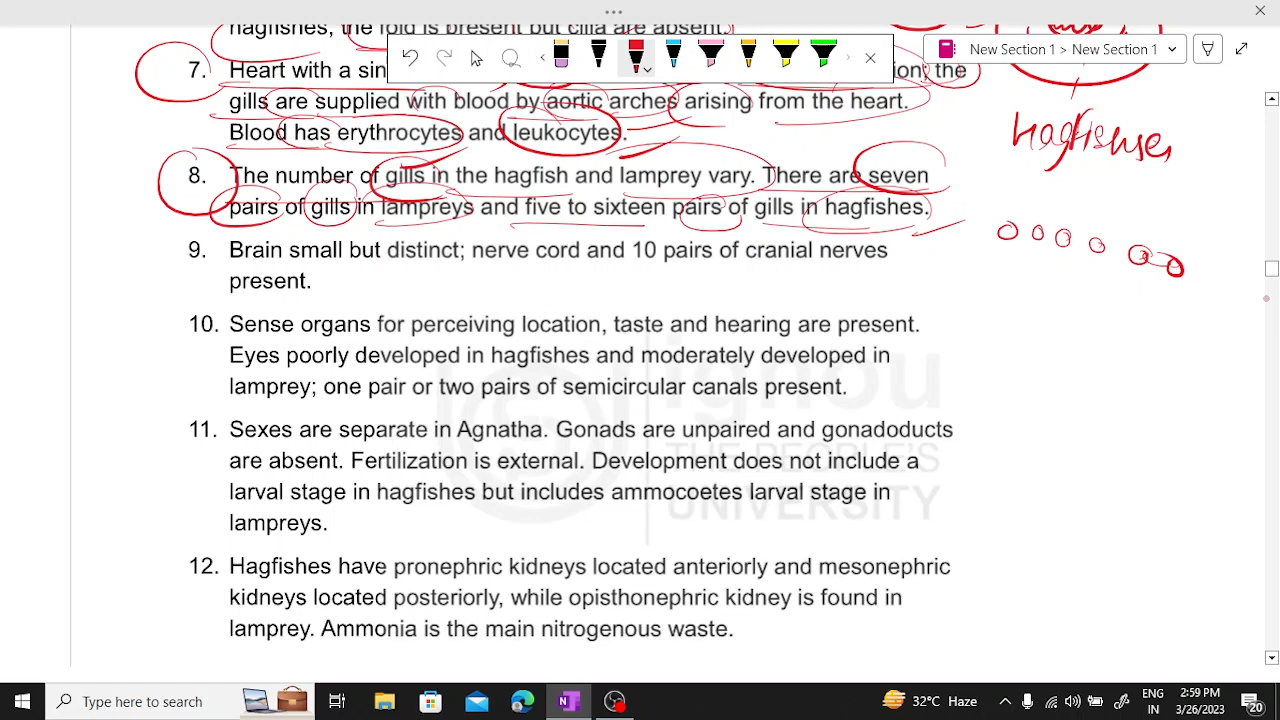 hagfishes, the fold is present but cilia are absent.
New Section 1 > New Section 1
7. Heart with a sin ion; the
gills are supplied with blood by aortic arches arising from the heart.
Blood has erythrocytes and leukocytes.
hagfishses
8. The number of gills in the hagfish and lamprey vary. There are seven
pairs of gills in lampreys and five to sixteen pairs of gills in hagfishes.
9. Brain small but distinct; nerve cord and 10 pairs of cranial nerves
present.
10. Sense organs for perceiving location, taste and hearing are present.
Eyes poorly developed in hagfishes and moderately developed in
lamprey; one pair or two pairs of semicircular canals present.
ignou
THE PEOPLE'S
UNIVERSITY
11. Sexes are separate in Agnatha. Gonads are unpaired and gonadoducts
are absent. Fertilization is external. Development does not include a
larval stage in hagfishes but includes ammocoetes larval stage in
lampreys.
12. Hagfishes have pronephric kidneys located anteriorly and mesonephric
kidneys located posteriorly, while opisthonephric kidney is found in
lamprey. Ammonia is the main nitrogenous waste.
Type here to search
32°C Haze
ENG
IN
2:59 PM
3/26/2023
20